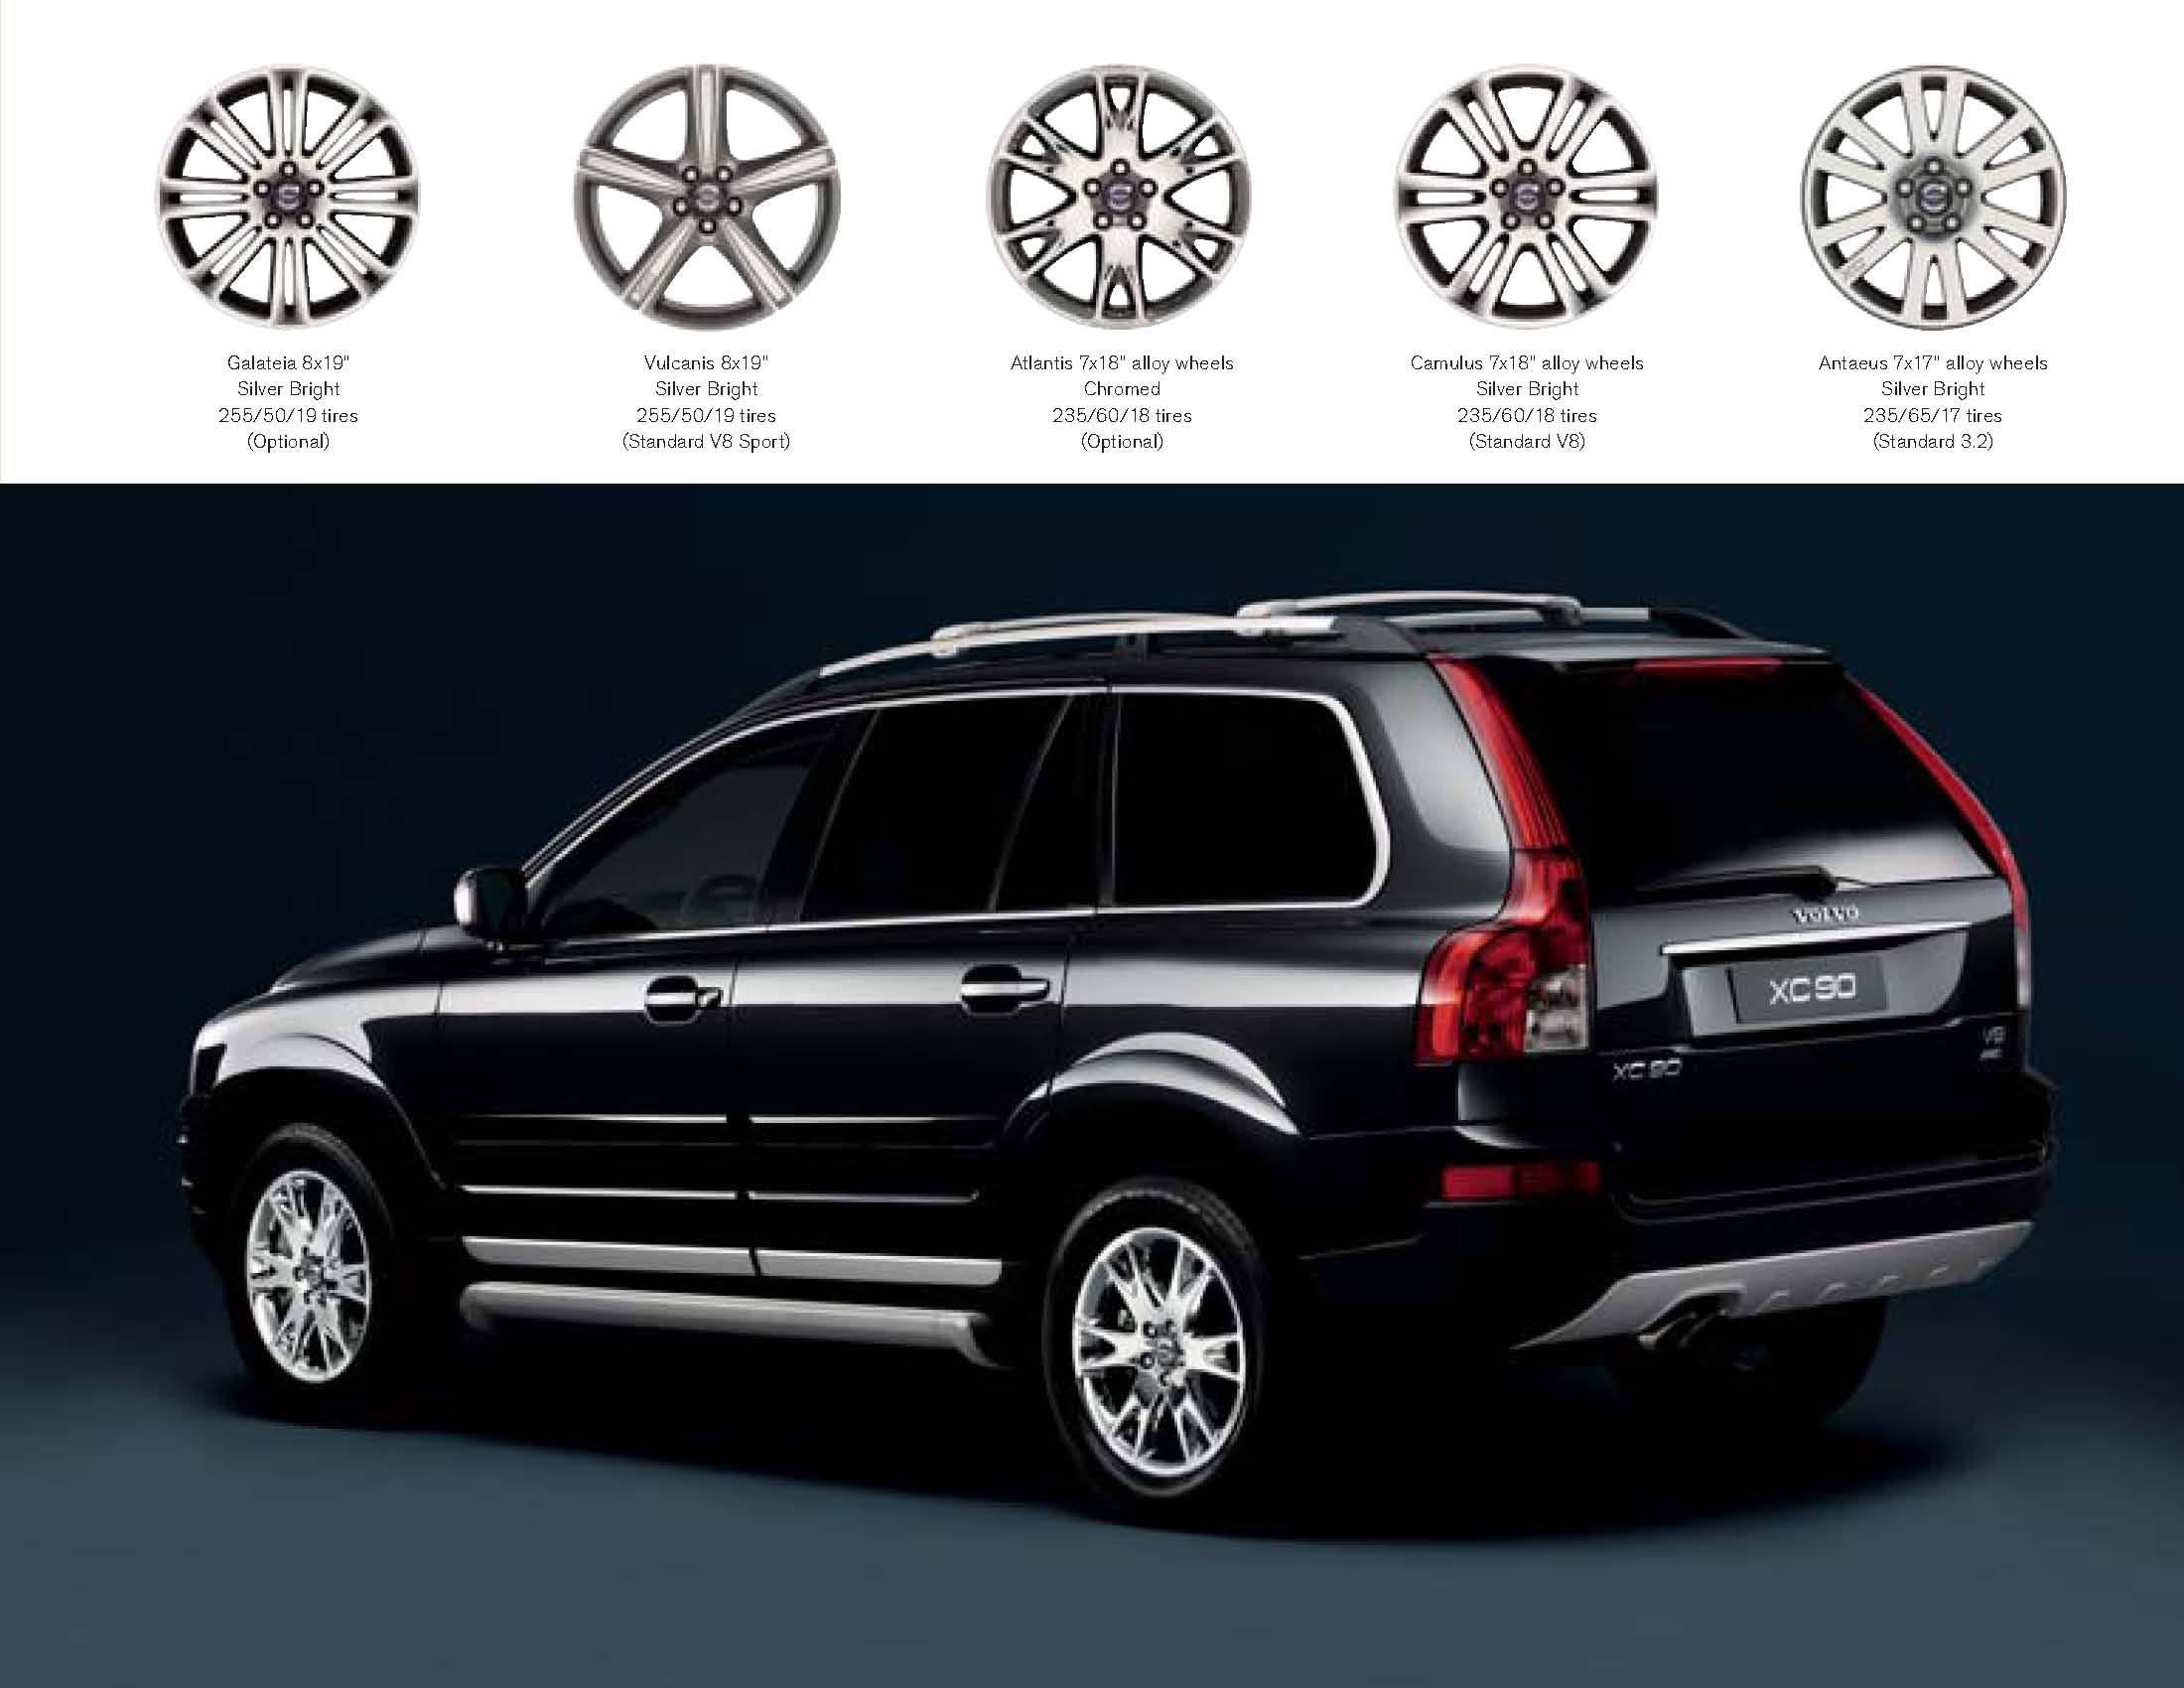 Galateia 8x19"
Silver Bright
255/50/19 tires
(Optional)
Vulcanis 8x19"
Silver Bright
255/50/19 tires
(Standard V8 Sport)
Atlantis 7x18" alloy wheels
Chromed
235/60/18 tires
(Optional)
Camulus 7x18" alloy wheels
Silver Bright
235/60/18 tires
(Standard V8)
Antaeus 7x17" alloy wheels
Silver Bright
235/65/17 tires
(Standard 3.2)
VOLVO
XC90
V8
XC90